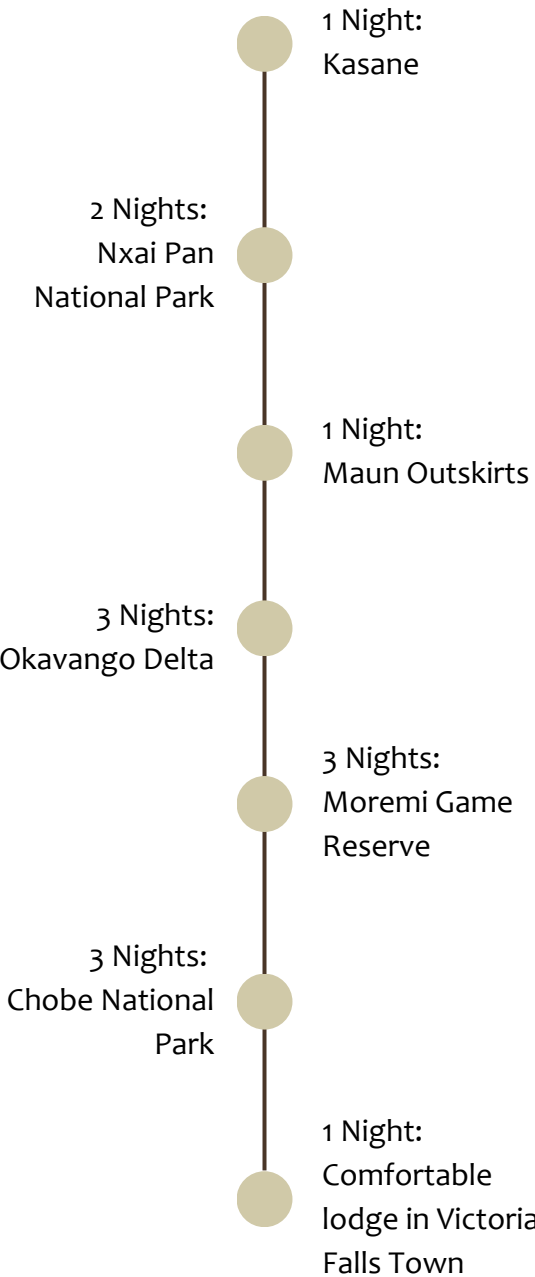 1 Night:
Kasane
2 Nights:
Nxai Pan
National Park
1 Night:
Maun Outskirts
3 Nights:
Okavango Delta
3 Nights:
Moremi Game
Reserve
3 Nights:
Chobe National
Park
1 Night:
Comfortable
lodge in Victoria
Falls Town